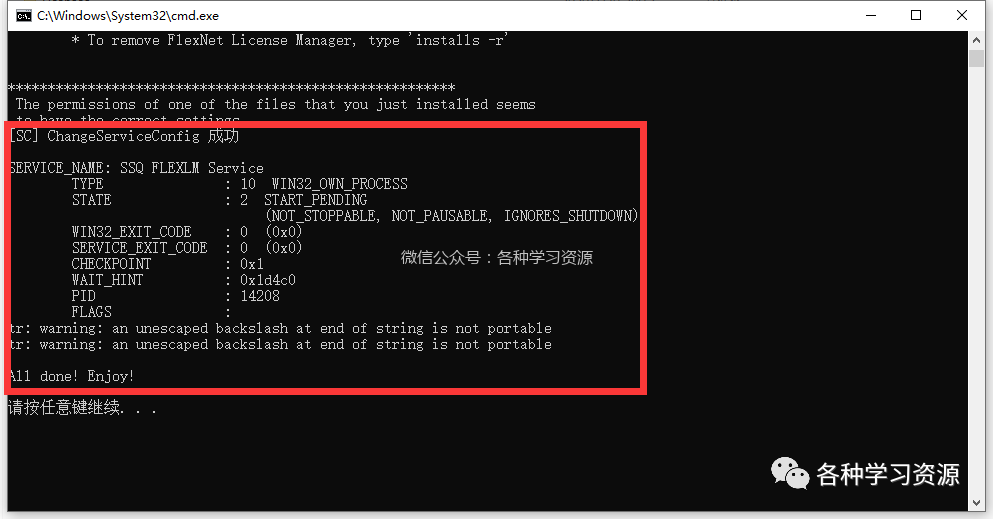 C:\Windows\System32\cmd.exe
* To remove FlexNet License Manager, type 'installs -r'
********************************************************
The permissions of one of the files that you just installed seems
to have the correct settings
[SC] ChangeServiceConfig 成功
SERVICE_NAME: SSQ FLEXLM Service
TYPE : 10 WIN32_OWN_PROCESS
STATE : 2 START_PENDING
(NOT_STOPPABLE, NOT_PAUSABLE, IGNORES_SHUTDOWN)
WIN32_EXIT_CODE : 0 (0x0)
SERVICE_EXIT_CODE : 0 (0x0)
CHECKPOINT : 0x1
WAIT_HINT : 0x1d4c0
PID : 14208
FLAGS :
tr: warning: an unescaped backslash at end of string is not portable
tr: warning: an unescaped backslash at end of string is not portable
All done! Enjoy!
请按任意键继续. . .
微信公众号：各种学习资源
各种学习资源